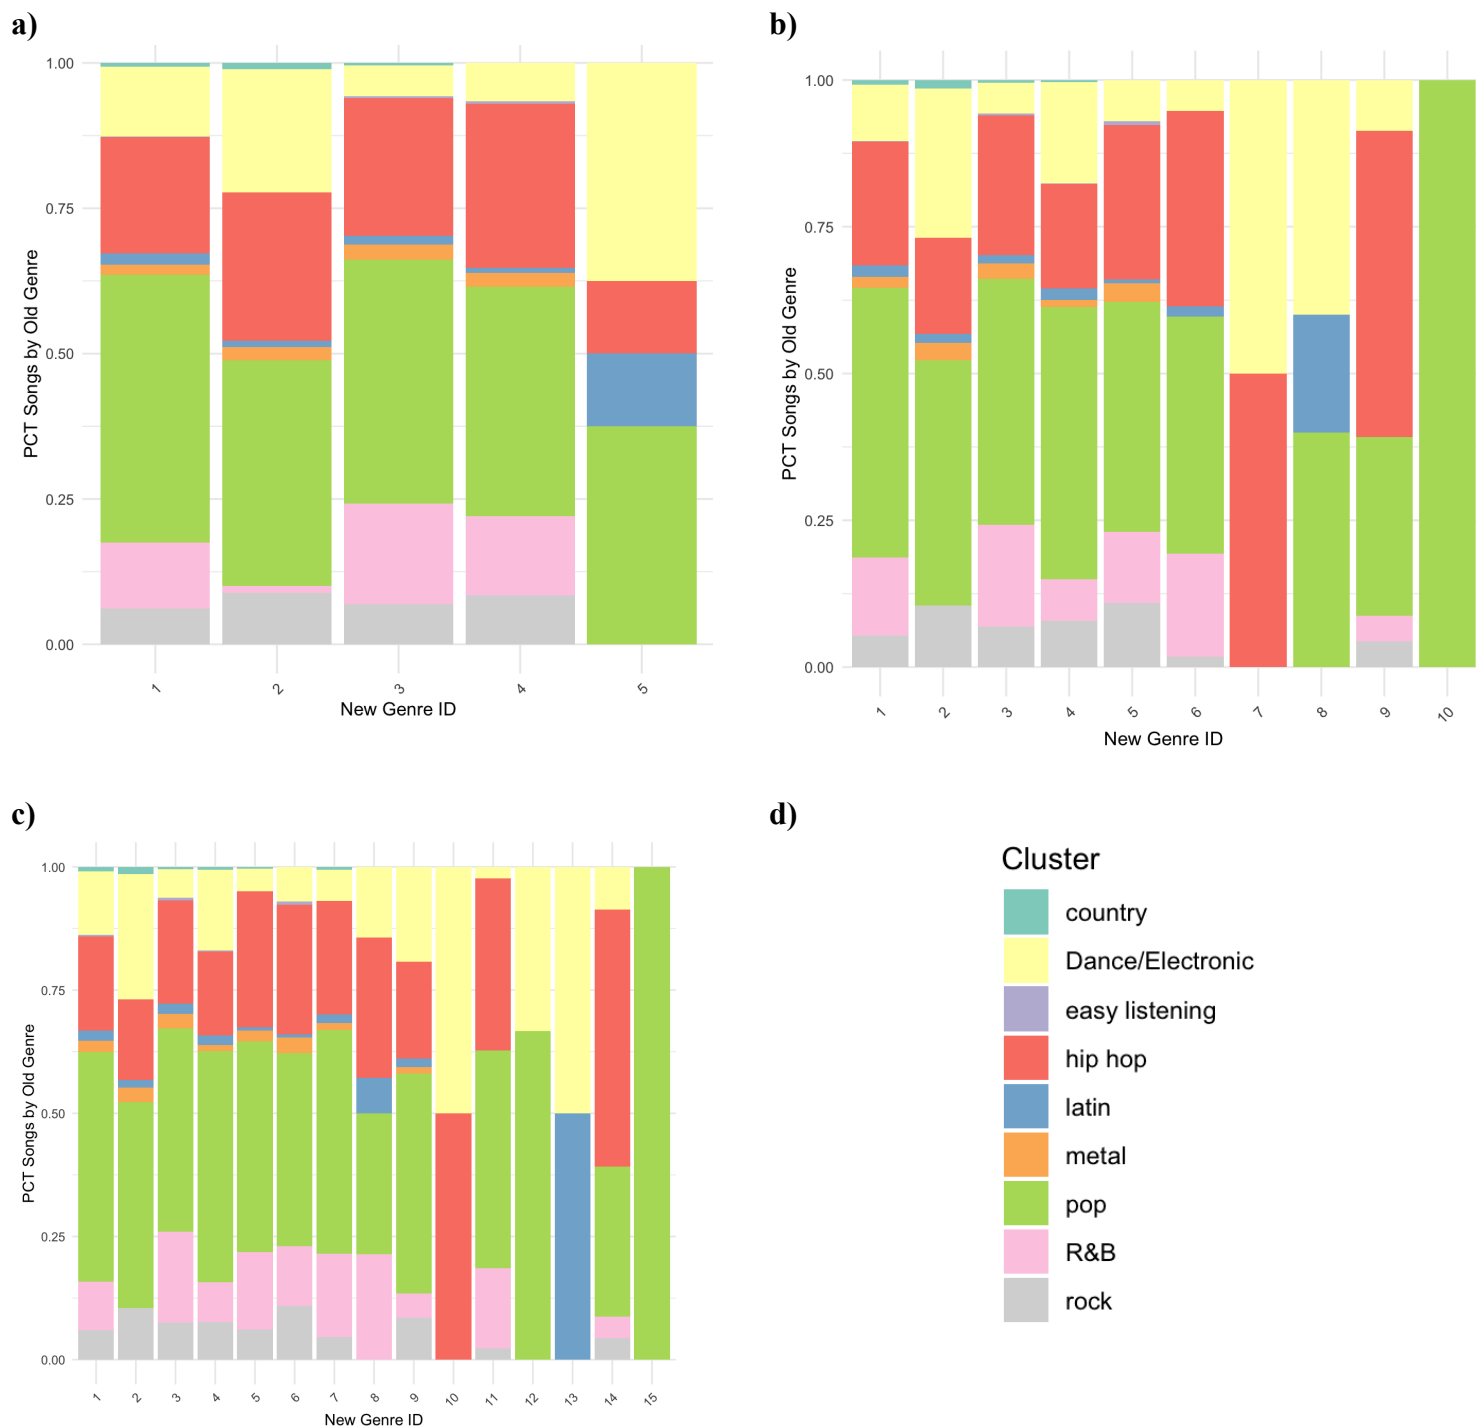 a)
1.00
0.75
0.50
0.25
0.00
PCT Songs by Old Genre
1 2 3 4 5
New Genre ID
b)
1.00
0.75
0.50
0.25
0.00
PCT Songs by Old Genre
1 2 3 4 5 6 7 8 9 10
New Genre ID
c)
1.00
0.75
0.50
0.25
0.00
PCT Songs by Old Genre
1 2 3 4 5 6 7 8 9 10 11 12 13 14 15
New Genre ID
d)
Cluster
country
Dance/Electronic
easy listening
hip hop
latin
metal
pop
R&B
rock